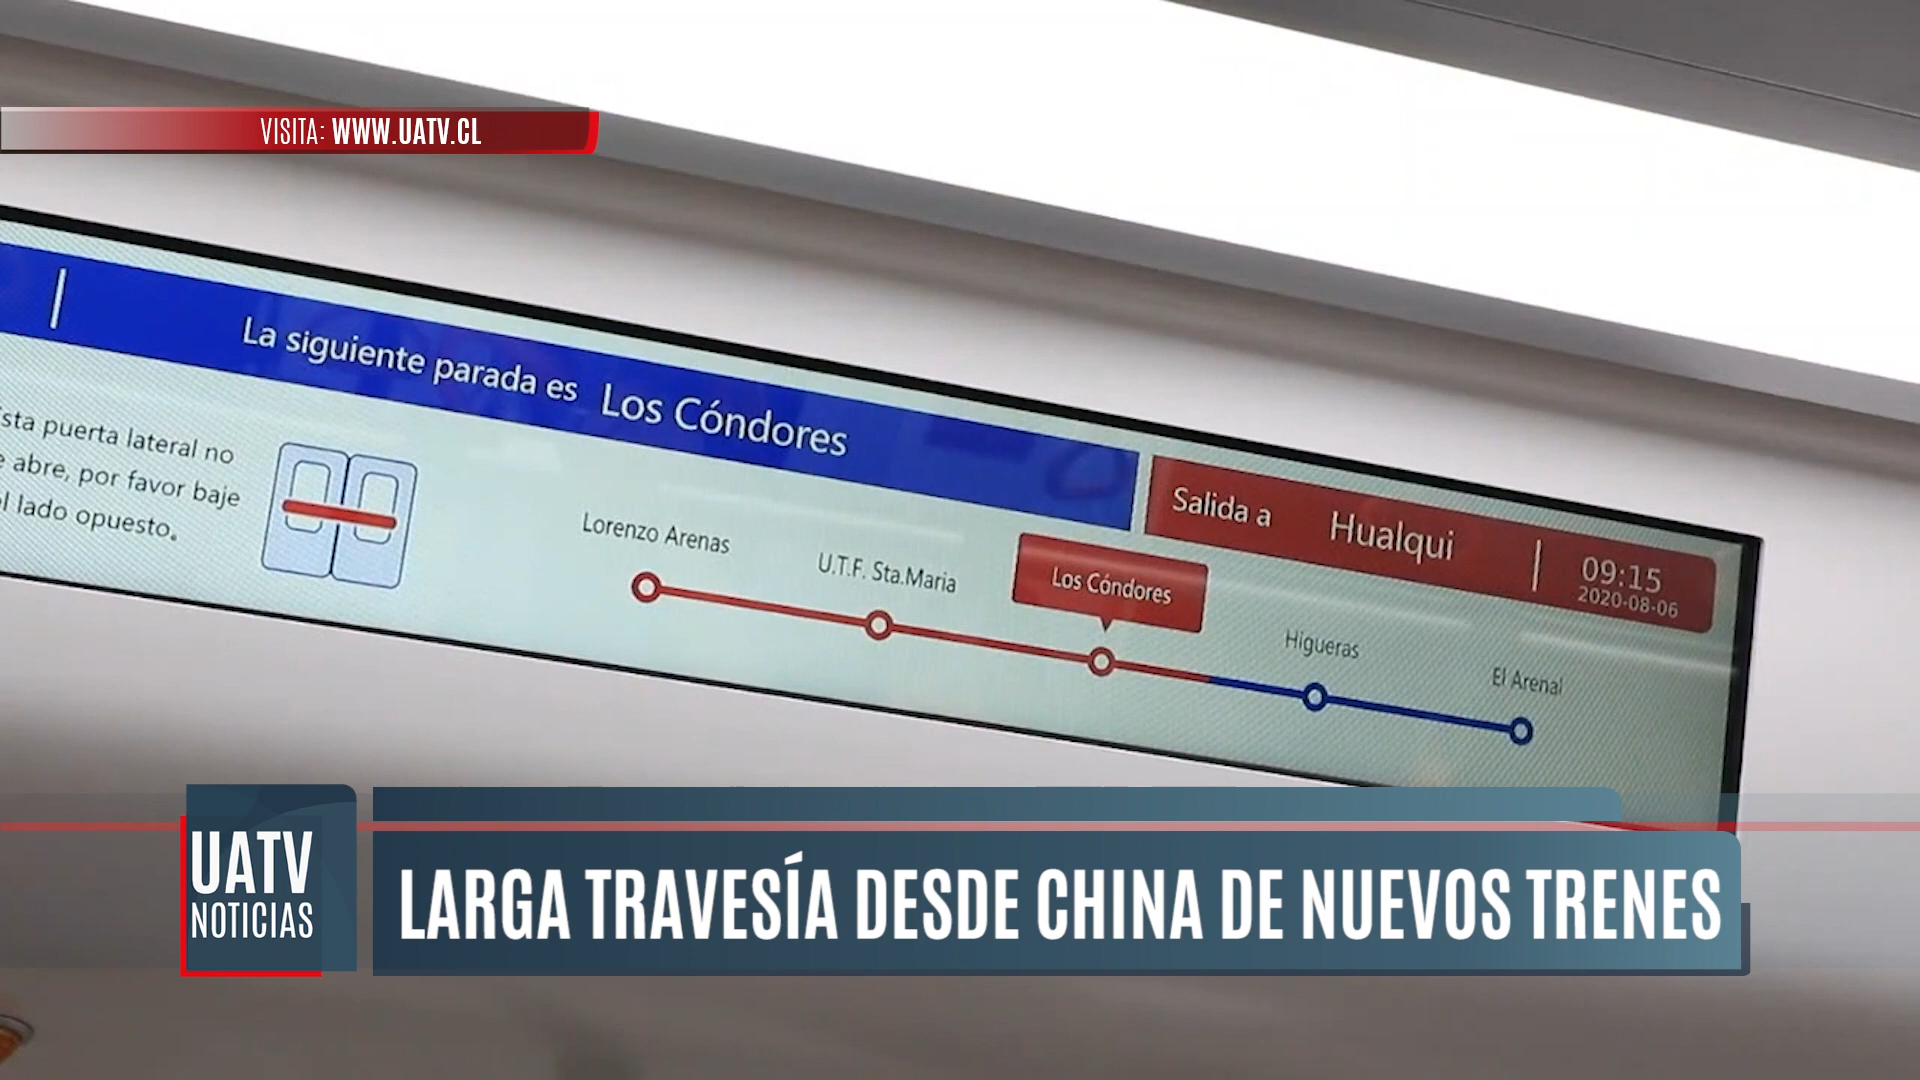 VISITA: WWW.UATV.CL
La siguiente parada es Los Cóndores
Salida a Hualqui
09:15
2020-08-06
sta puerta lateral no
abre, por favor baje
lado opuesto.
Lorenzo Arenas
U.T.F. Sta.Maria
Los Cóndores
Higueras
El Arenal
UATV
NOTICIAS
LARGA TRAVESÍA DESDE CHINA DE NUEVOS TRENES